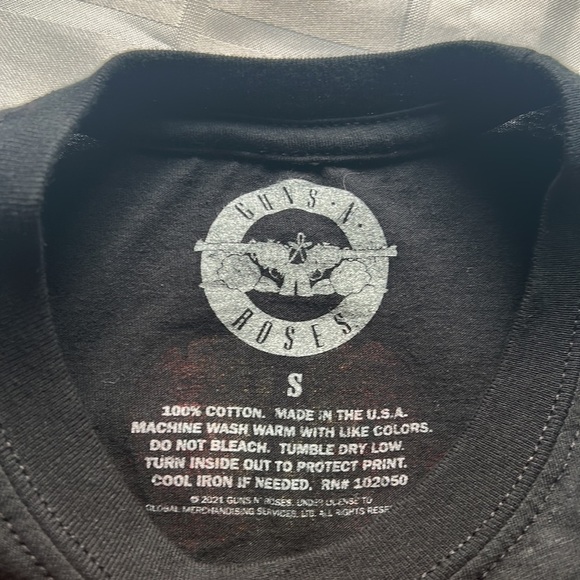 GUNS . N .
ROSES
S
100% COTTON. MADE IN THE U.S.A.
MACHINE WASH WARM WITH LIKE COLORS.
DO NOT BLEACH. TUMBLE DRY LOW.
TURN INSIDE OUT TO PROTECT PRINT.
COOL IRON IF NEEDED. RN# 102050
© 2021 GUNS N' ROSES. UNDER LICENSE TO
GLOBAL MERCHANDISING SERVICES, LTD. ALL RIGHTS